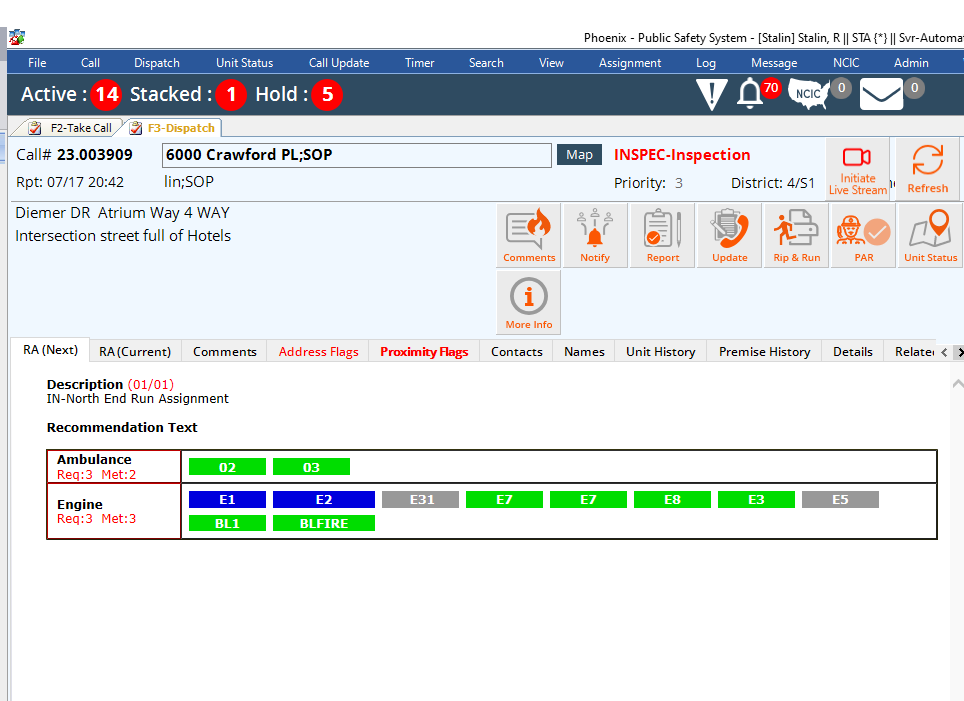 Phoenix - Public Safety System - [Stalin] Stalin, R || STA {*} || Svr-Automa
File Call Dispatch Unit Status Call Update Timer Search View Assignment Log Message NCIC Admin
Active : 14 Stacked : 1 Hold : 5 70 NCIC 0 0
F2-Take Call F3-Dispatch
Call# 23.003909 6000 Crawford PL;SOP Map INSPEC-Inspection
Rpt: 07/17 20:42 lin;SOP Priority: 3 District: 4/S1
Initiate
Live Stream
Refresh
Diemer DR Atrium Way 4 WAY
Intersection street full of Hotels
Comments Notify Report Update Rip & Run PAR Unit Status
More Info
RA (Next) RA (Current) Comments Address Flags Proximity Flags Contacts Names Unit History Premise History Details Relate
Description (01/01)
IN-North End Run Assignment
Recommendation Text
Ambulance
Req:3 Met:2
02 03
Engine
Req:3 Met:3
E1 E2 E31 E7 E7 E8 E3 E5
BL1 BLFIRE